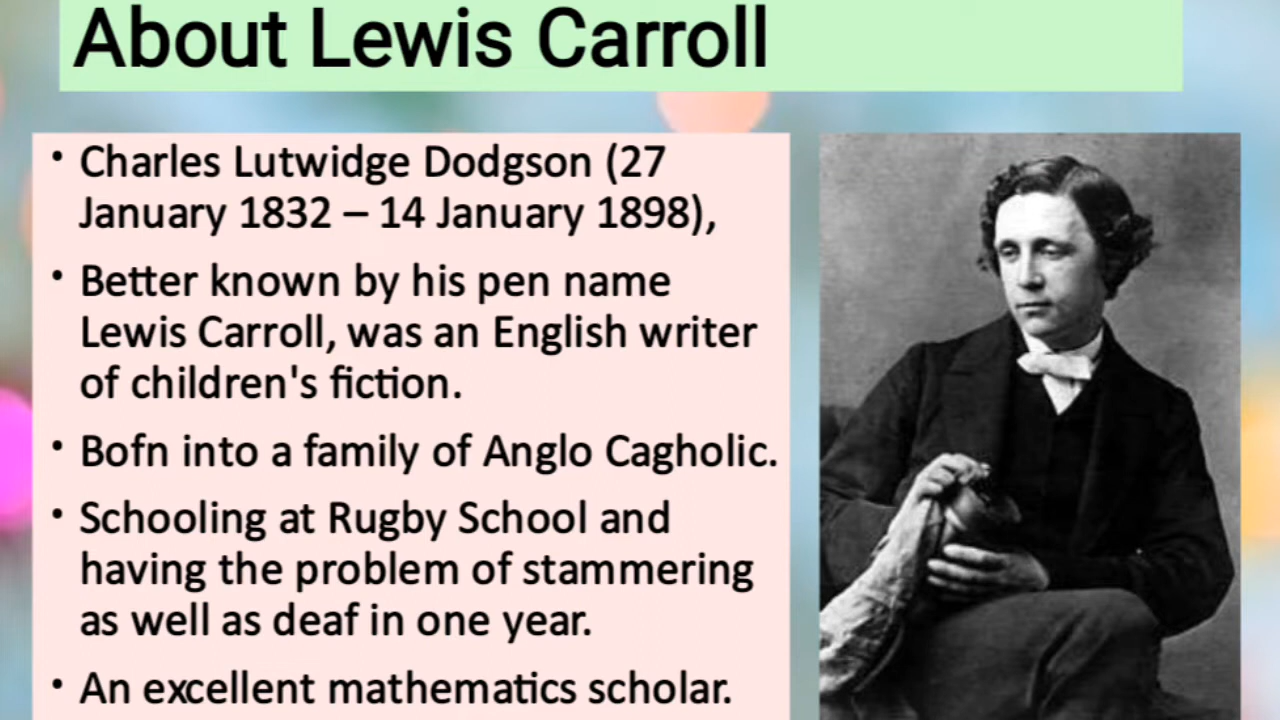 About Lewis Carroll
• Charles Lutwidge Dodgson (27
January 1832 – 14 January 1898),
• Better known by his pen name
Lewis Carroll, was an English writer
of children's fiction.
• Bofn into a family of Anglo Cagholic.
• Schooling at Rugby School and
having the problem of stammering
as well as deaf in one year.
• An excellent mathematics scholar.